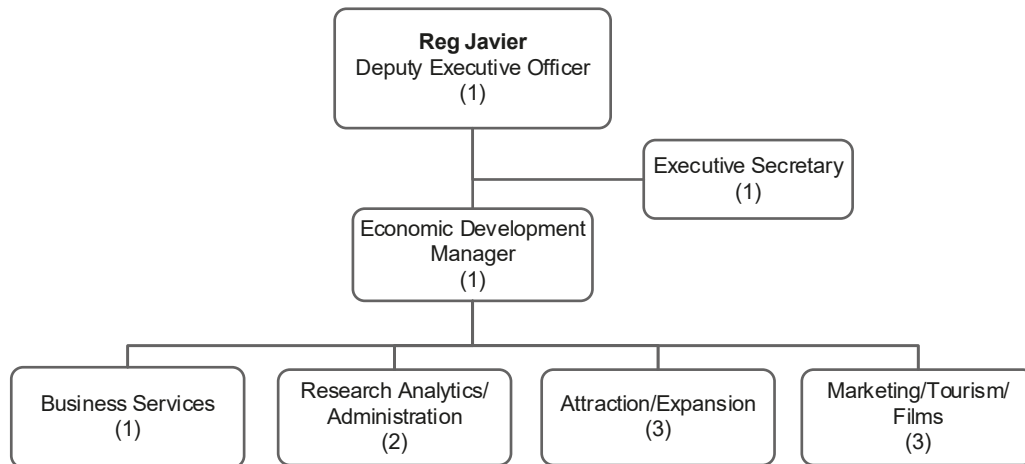 Reg Javier
Deputy Executive Officer
(1)
Executive Secretary
(1)
Economic Development
Manager
(1)
Business Services
(1)
Research Analytics/
Administration
(2)
Attraction/Expansion
(3)
Marketing/Tourism/
Films
(3)